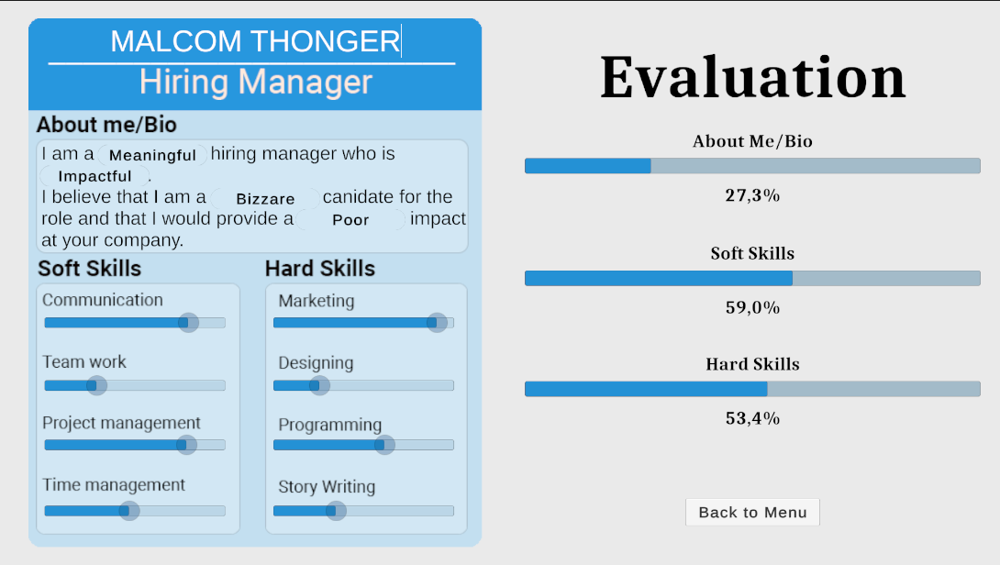 MALCOM THONGER
Hiring Manager
About me/Bio
I am a Meaningful hiring manager who is
Impactful .
I believe that I am a Bizzare canidate for the
role and that I would provide a Poor impact
at your company.
Soft Skills
Communication
Team work
Project management
Time management
Hard Skills
Marketing
Designing
Programming
Story Writing
Evaluation
About Me/Bio
27,3%
Soft Skills
59,0%
Hard Skills
53,4%
Back to Menu